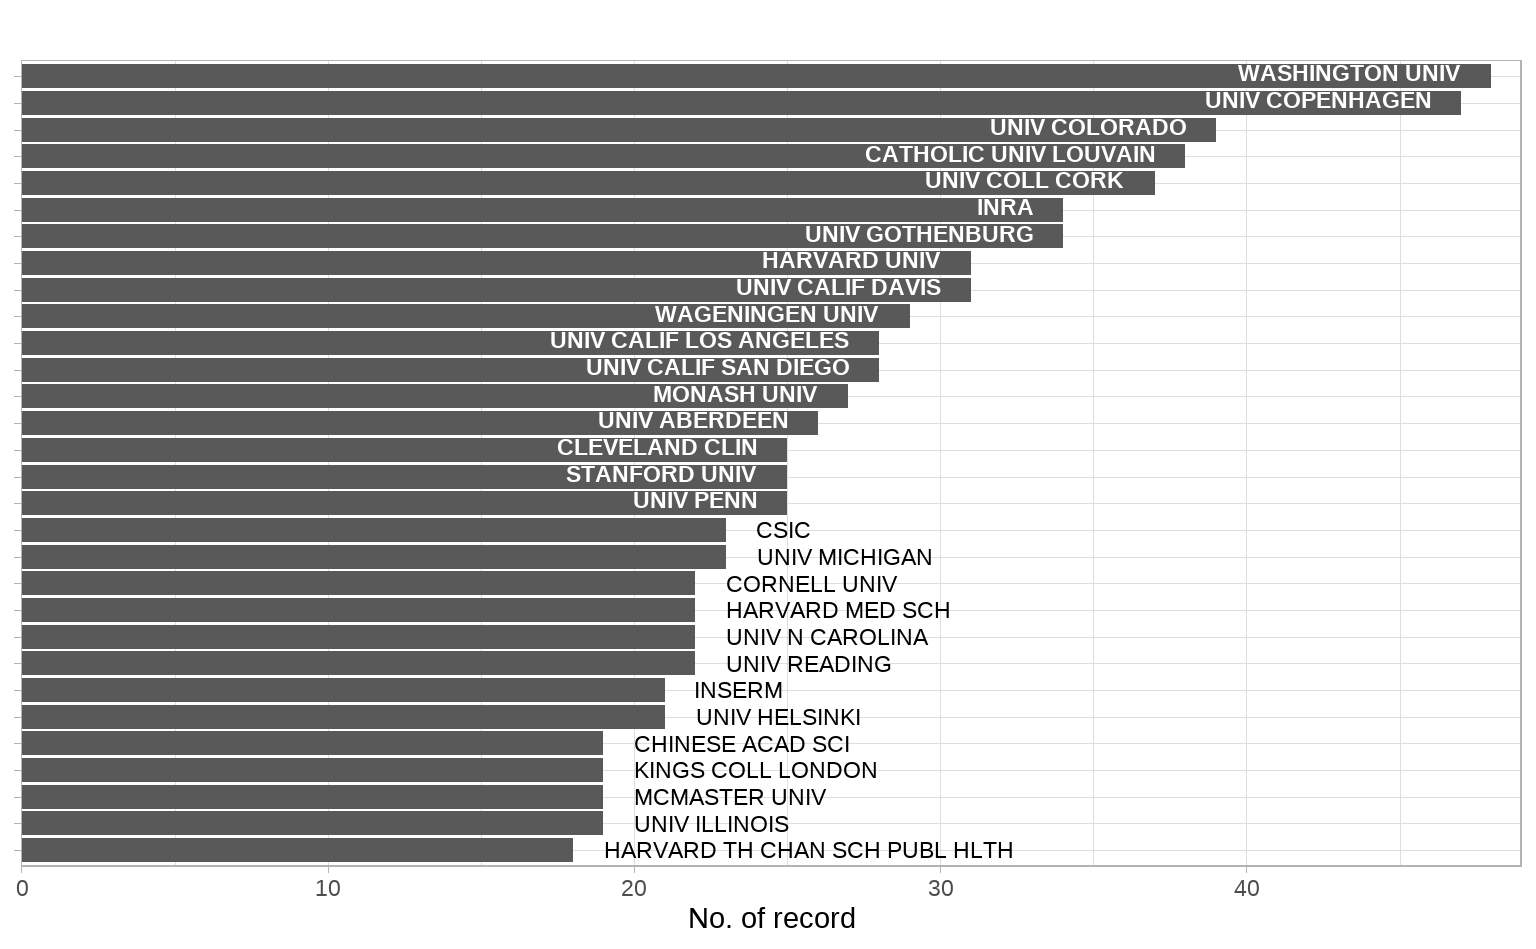 WASHINGTON UNIV
UNIV COPENHAGEN
UNIV COLORADO
CATHOLIC UNIV LOUVAIN
UNIV COLL CORK
INRA
UNIV GOTHENBURG
HARVARD UNIV
UNIV CALIF DAVIS
WAGENINGEN UNIV
UNIV CALIF LOS ANGELES
UNIV CALIF SAN DIEGO
MONASH UNIV
UNIV ABERDEEN
CLEVELAND CLIN
STANFORD UNIV
UNIV PENN
CSIC
UNIV MICHIGAN
CORNELL UNIV
HARVARD MED SCH
UNIV N CAROLINA
UNIV READING
INSERM
UNIV HELSINKI
CHINESE ACAD SCI
KINGS COLL LONDON
MCMASTER UNIV
UNIV ILLINOIS
HARVARD TH CHAN SCH PUBL HLTH
0 10 20 30 40
No. of record